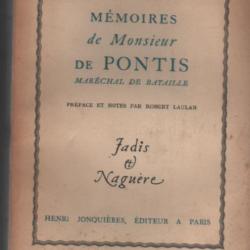 MÉMOIRES
de Monsieur
DE PONTIS
MARÉCHAL DE BATAILLE
PRÉFACE ET NOTES PAR ROBERT LAULAN
Jadis
&
Naguère
HENRI JONQUIÈRES, ÉDITEUR A PARIS